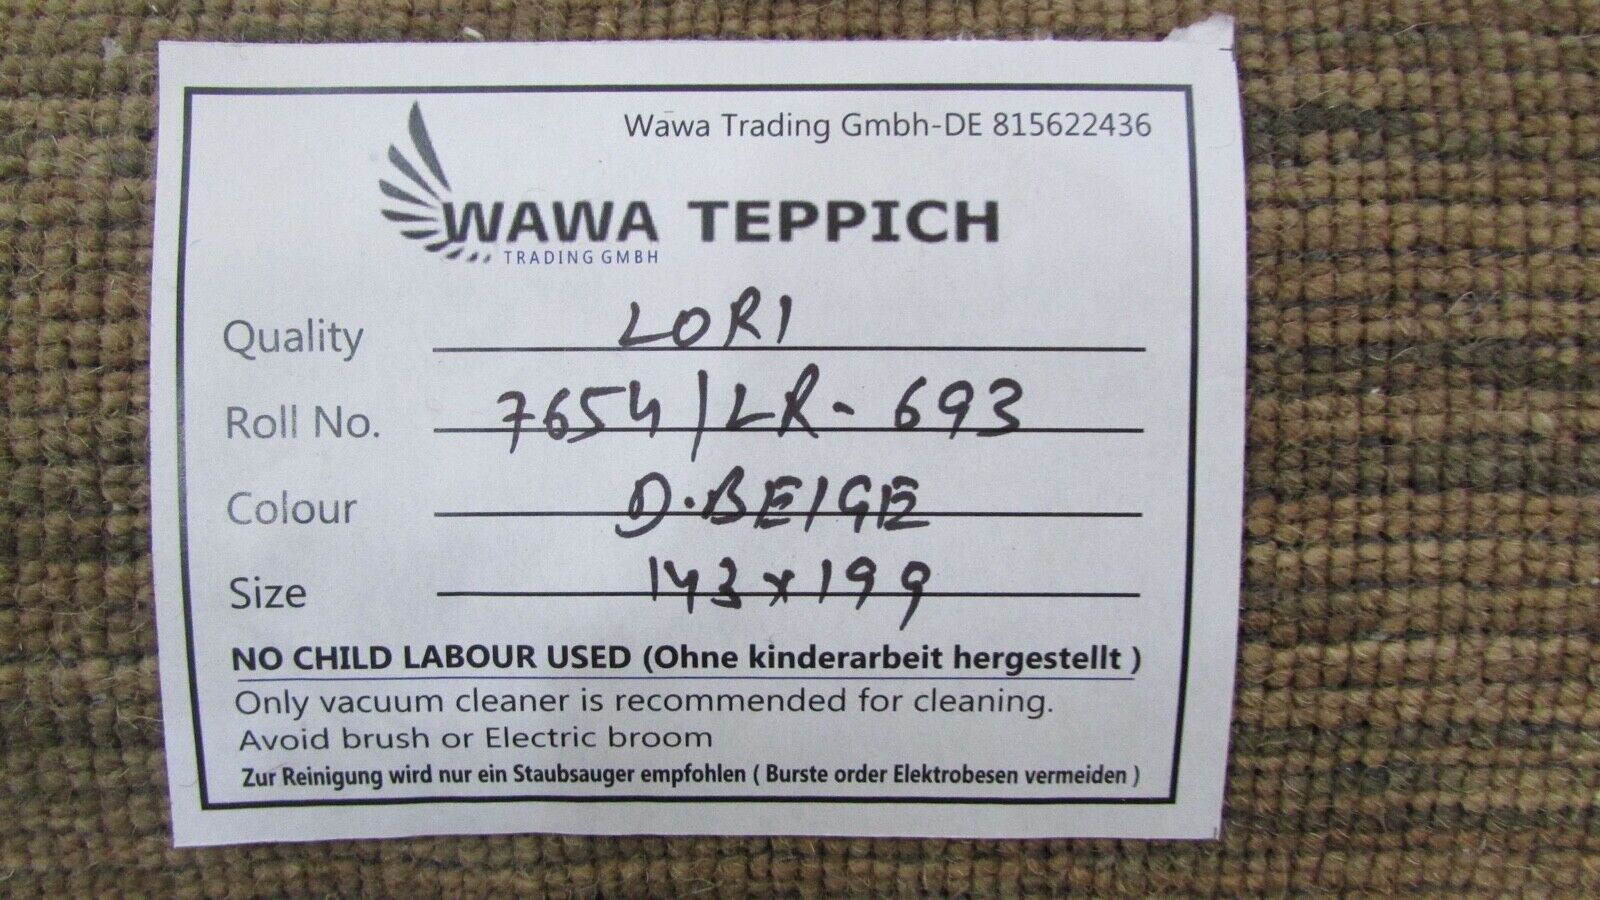 Wawa Trading Gmbh-DE 815622436
WAWA TEPPICH
TRADING GMBH
Quality LORI
Roll No. 7654/LR-693
Colour D.BEIGE
Size 143x199
NO CHILD LABOUR USED (Ohne kinderarbeit hergestellt )
Only vacuum cleaner is recommended for cleaning.
Avoid brush or Electric broom
Zur Reinigung wird nur ein Staubsauger empfohlen ( Burste order Elektrobesen vermeiden )